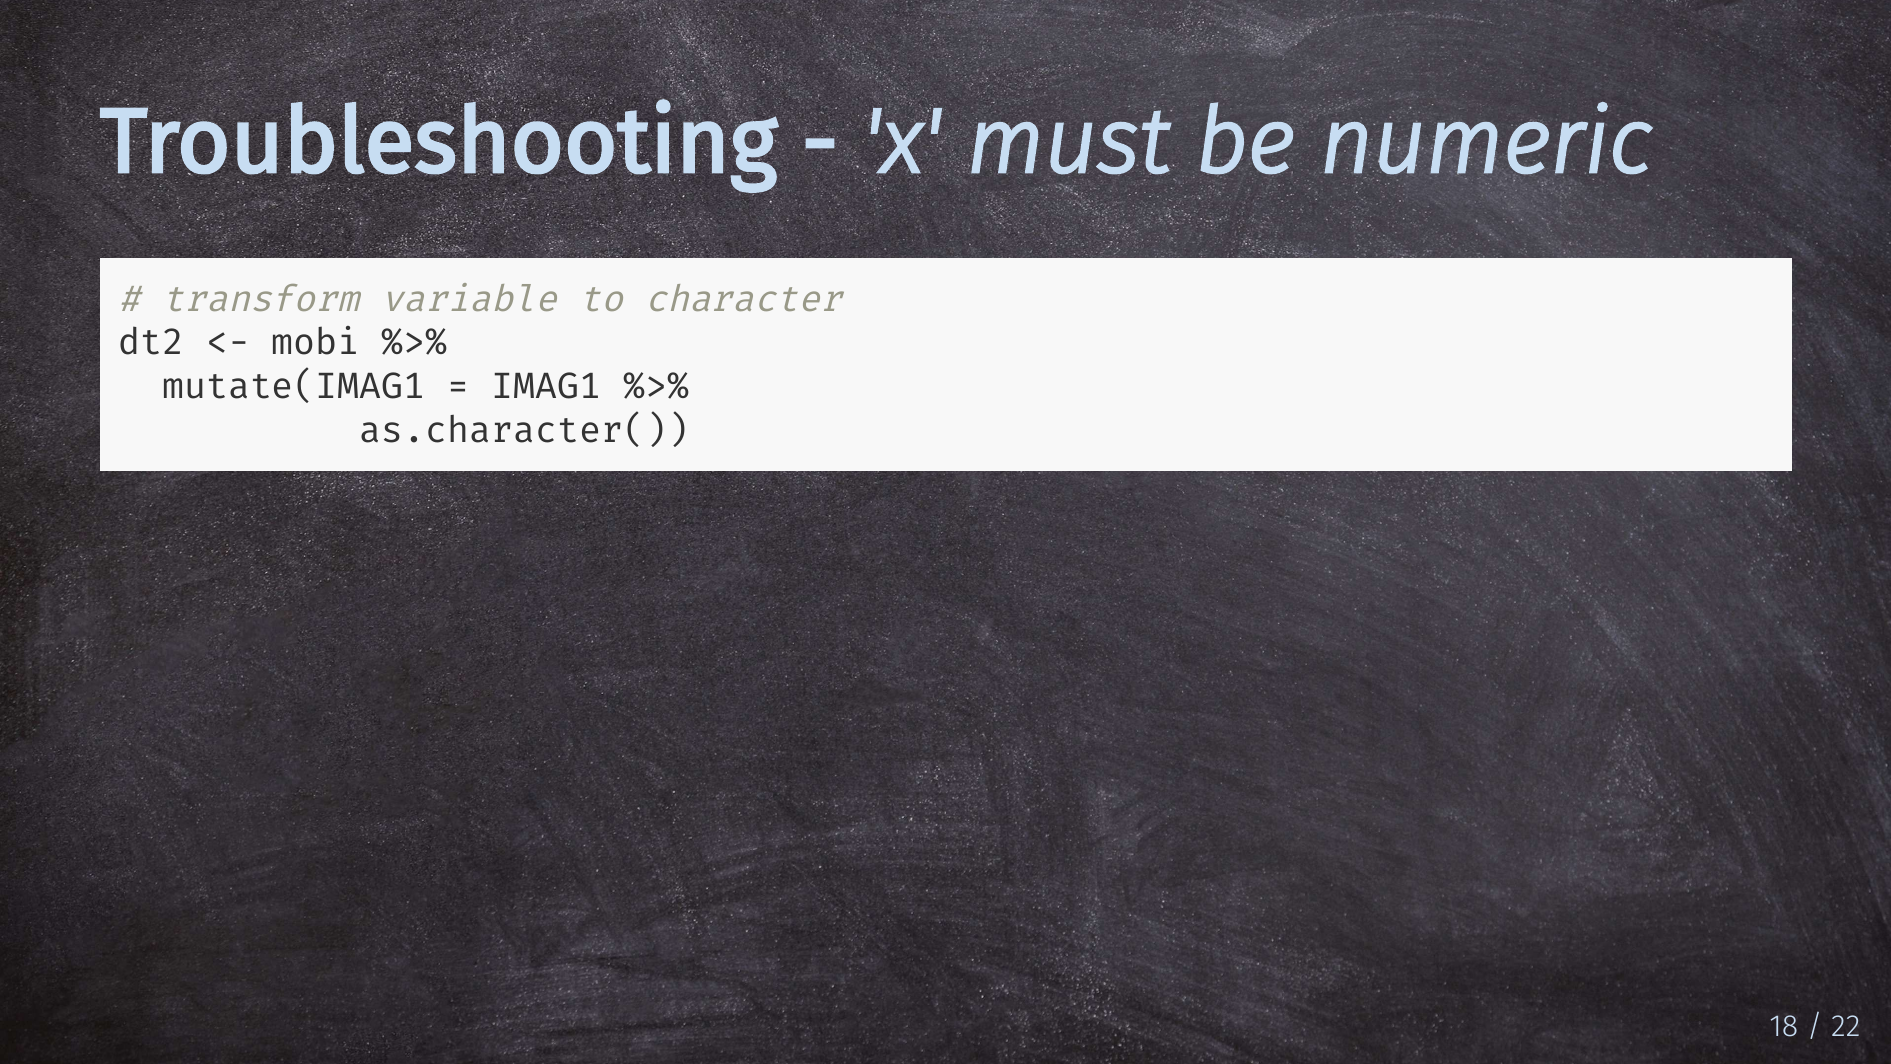 Troubleshooting - 'x' must be numeric
# transform variable to character
dt2 <- mobi %>%
  mutate(IMAG1 = IMAG1 %>%
           as.character())
18 / 22